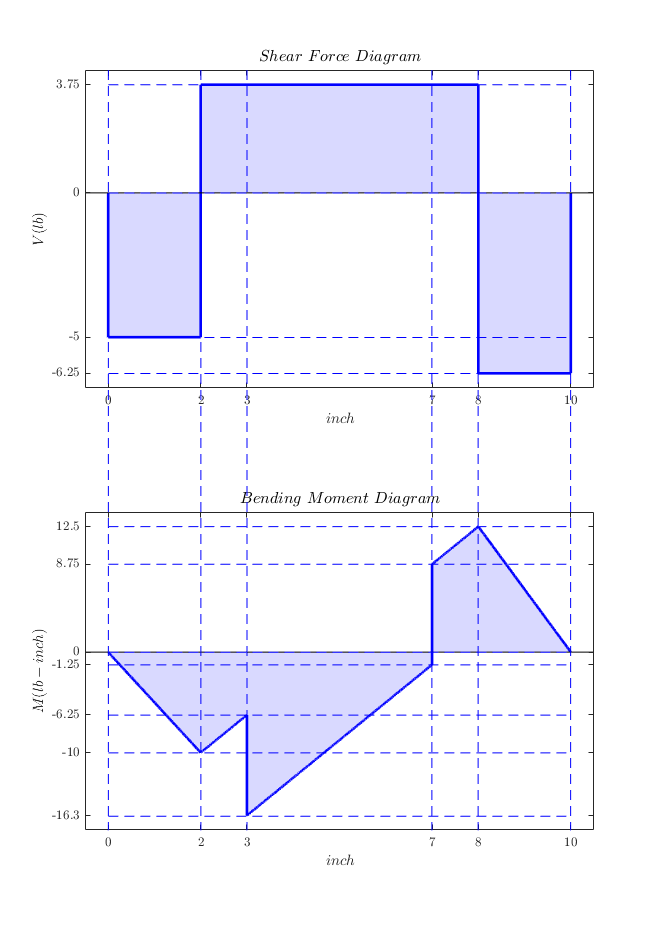 Shear Force Diagram
3.75
0
-5
-6.25
V(lb)
0 2 3 7 8 10
inch
Bending Moment Diagram
12.5
8.75
0
-1.25
-6.25
-10
-16.3
M(lb-inch)
0 2 3 7 8 10
inch